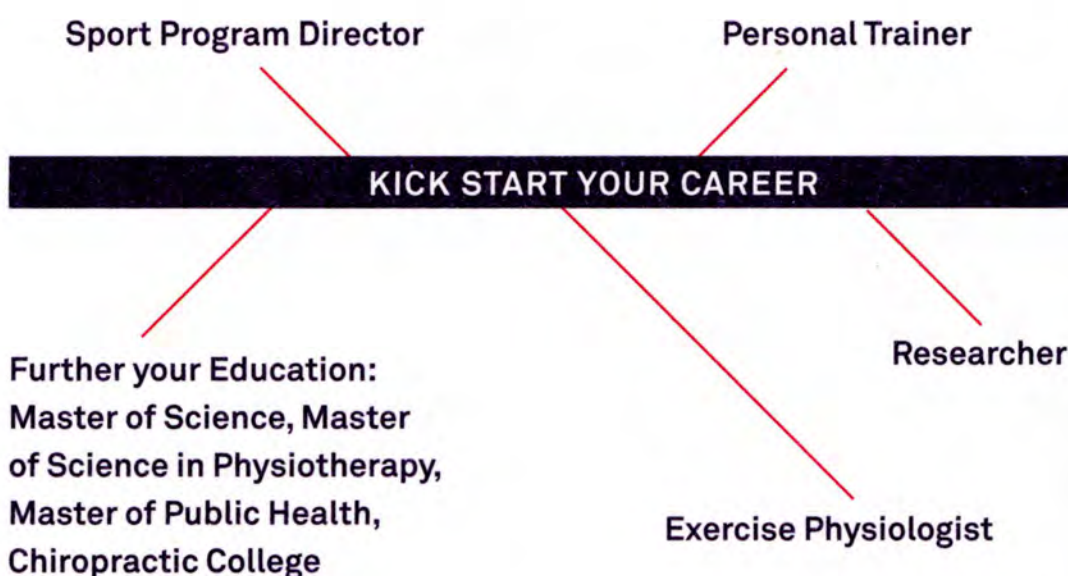 Sport Program Director
Personal Trainer
KICK START YOUR CAREER
Further your Education:
Master of Science, Master
of Science in Physiotherapy,
Master of Public Health,
Chiropractic College
Researcher
Exercise Physiologist